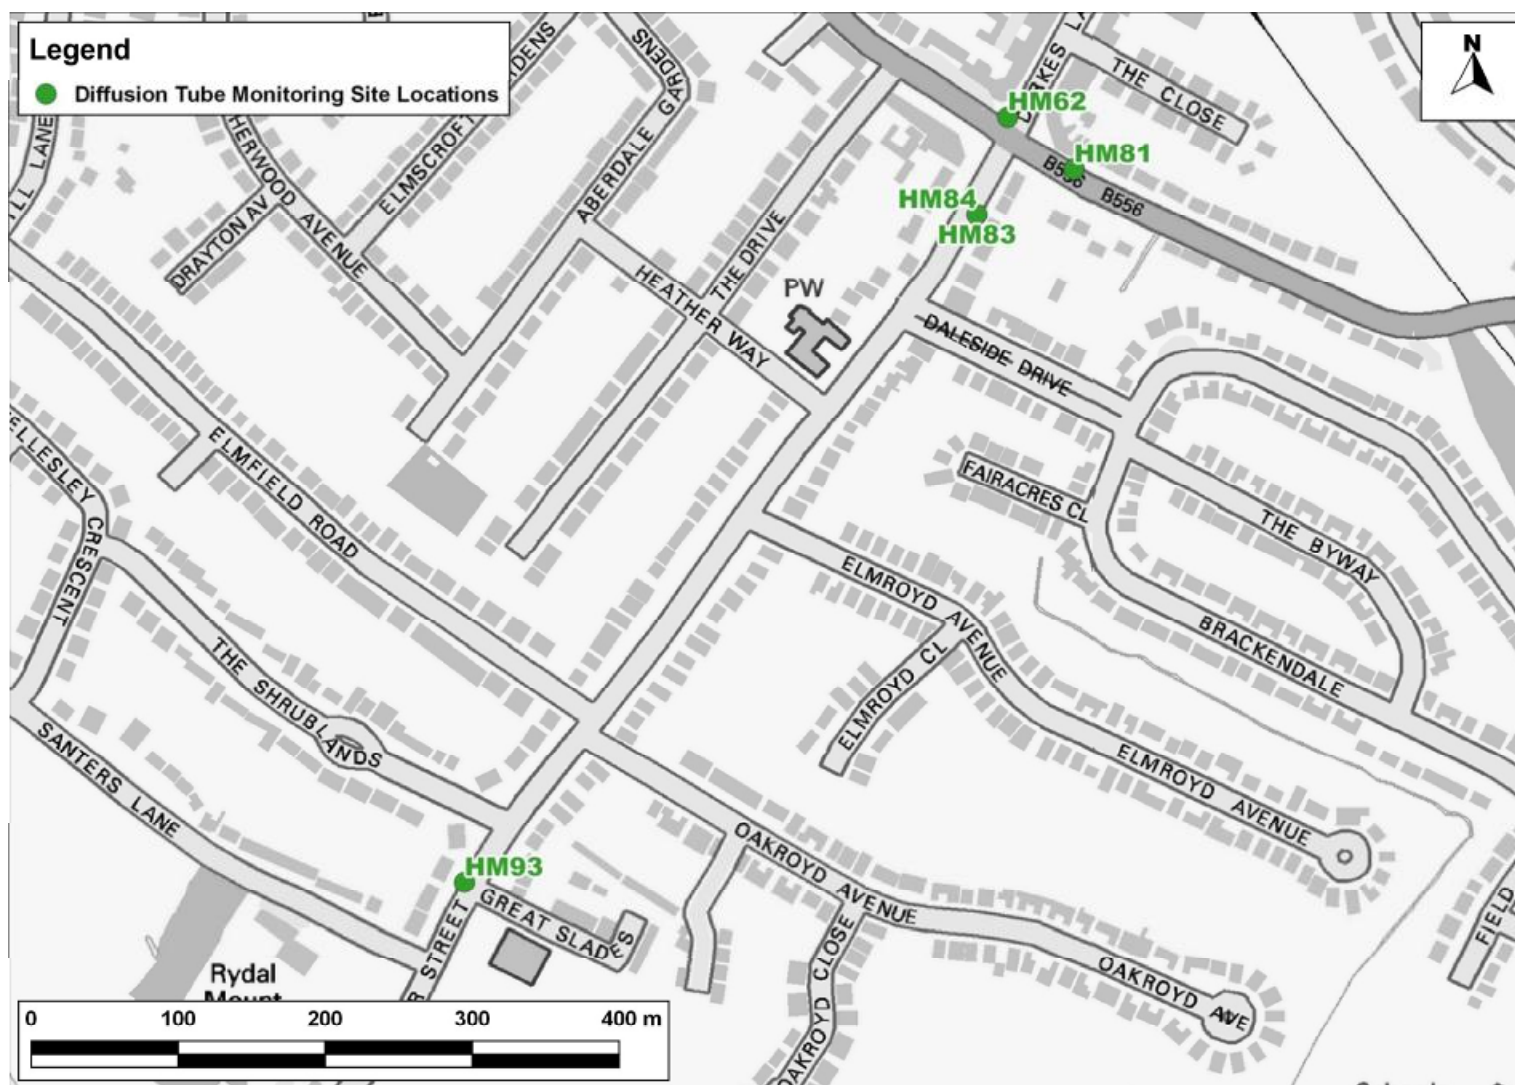 Legend
Diffusion Tube Monitoring Site Locations
N
GARDENS
THE CLOSE
HM62
HM81
B556
B556
HM84
HM83
ELMSCROFT
ABERDALE GARDENS
DRAYTON AV
AVENUE
THE DRIVE
HEATHER WAY
PW
DALESIDE DRIVE
CRESCENT
ELMFIELD ROAD
FAIRACRES CL
THE BYWAY
BRACKENDALE
ELMROYD AVENUE
ELMROYD CL
ELMROYD AVENUE
THE SHRUBLANDS
SANTERS LANE
HM93
GREAT SLADES
STREET
OAKROYD AVENUE
OAKROYD CLOSE
OAKROYD AVE
FIELD
Rydal
Mount
0 100 200 300 400 m